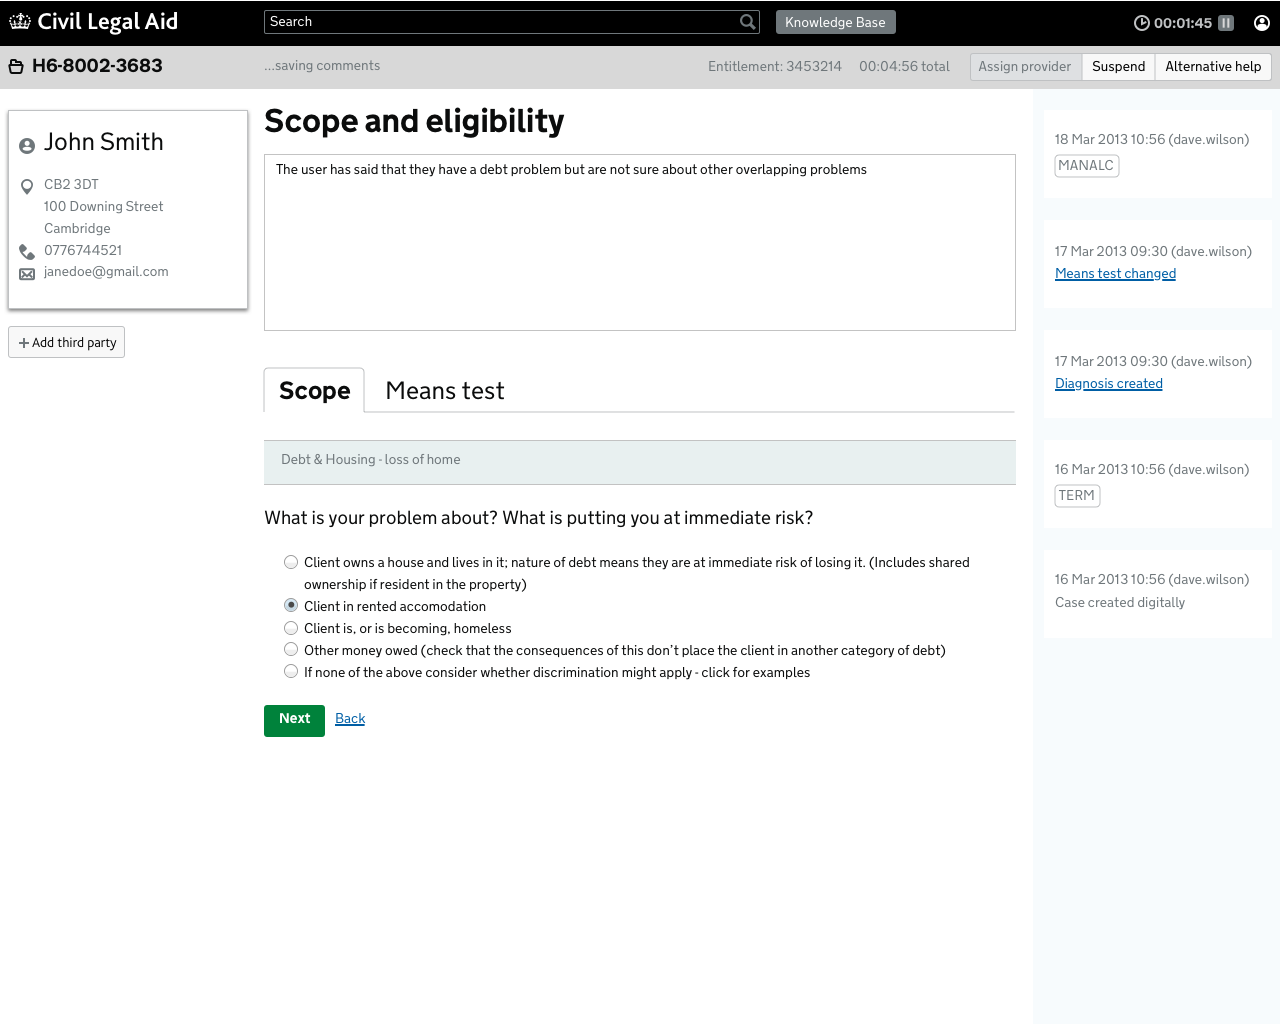 Civil Legal Aid
Search
Knowledge Base
00:01:45
H6-8002-3683
...saving comments
Entitlement: 3453214
00:04:56 total
Assign provider
Suspend
Alternative help
John Smith
CB2 3DT
100 Downing Street
Cambridge
0776744521
janedoe@gmail.com
Add third party
Scope and eligibility
The user has said that they have a debt problem but are not sure about other overlapping problems
Scope
Means test
Debt & Housing - loss of home
What is your problem about? What is putting you at immediate risk?
Client owns a house and lives in it; nature of debt means they are at immediate risk of losing it. (Includes shared
ownership if resident in the property)
Client in rented accomodation
Client is, or is becoming, homeless
Other money owed (check that the consequences of this don't place the client in another category of debt)
If none of the above consider whether discrimination might apply - click for examples
Next
Back
18 Mar 2013 10:56 (dave.wilson)
MANALC
17 Mar 2013 09:30 (dave.wilson)
Means test changed
17 Mar 2013 09:30 (dave.wilson)
Diagnosis created
16 Mar 2013 10:56 (dave.wilson)
TERM
16 Mar 2013 10:56 (dave.wilson)
Case created digitally